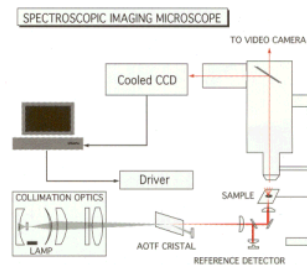 SPECTROSCOPIC IMAGING MICROSCOPE
TO VIDEO CAMERA
Cooled CCD
Driver
SAMPLE
COLLIMATION OPTICS
LAMP
AOTF CRISTAL
REFERENCE DETECTOR